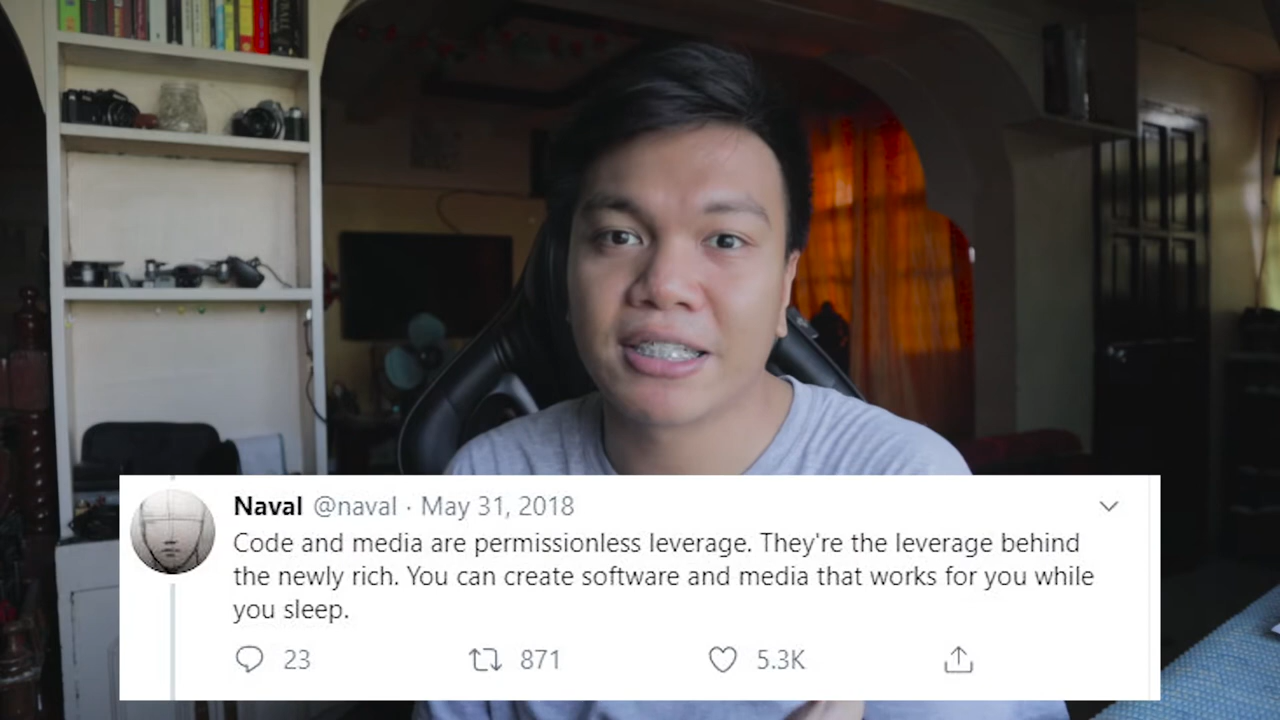 Naval @naval · May 31, 2018
Code and media are permissionless leverage. They're the leverage behind
the newly rich. You can create software and media that works for you while
you sleep.
23 871 5.3K